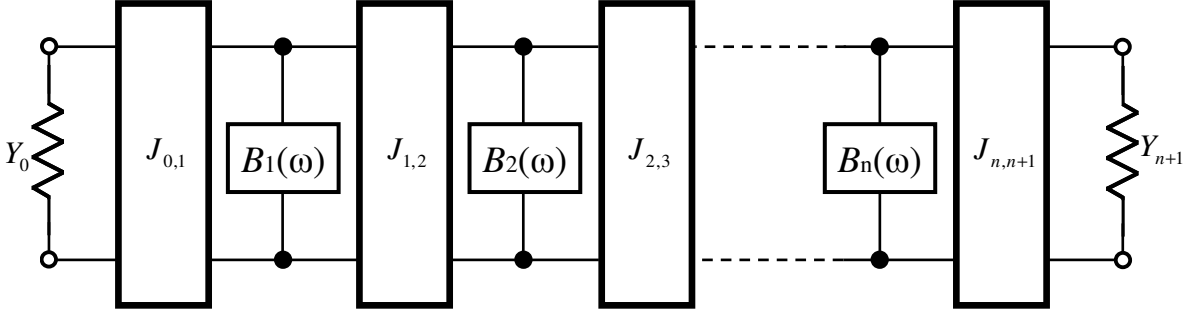 Y₀
J₀,₁
B₁(ω)
J₁,₂
B₂(ω)
J₂,₃
Bₙ(ω)
Jₙ,ₙ₊₁
Yₙ₊₁